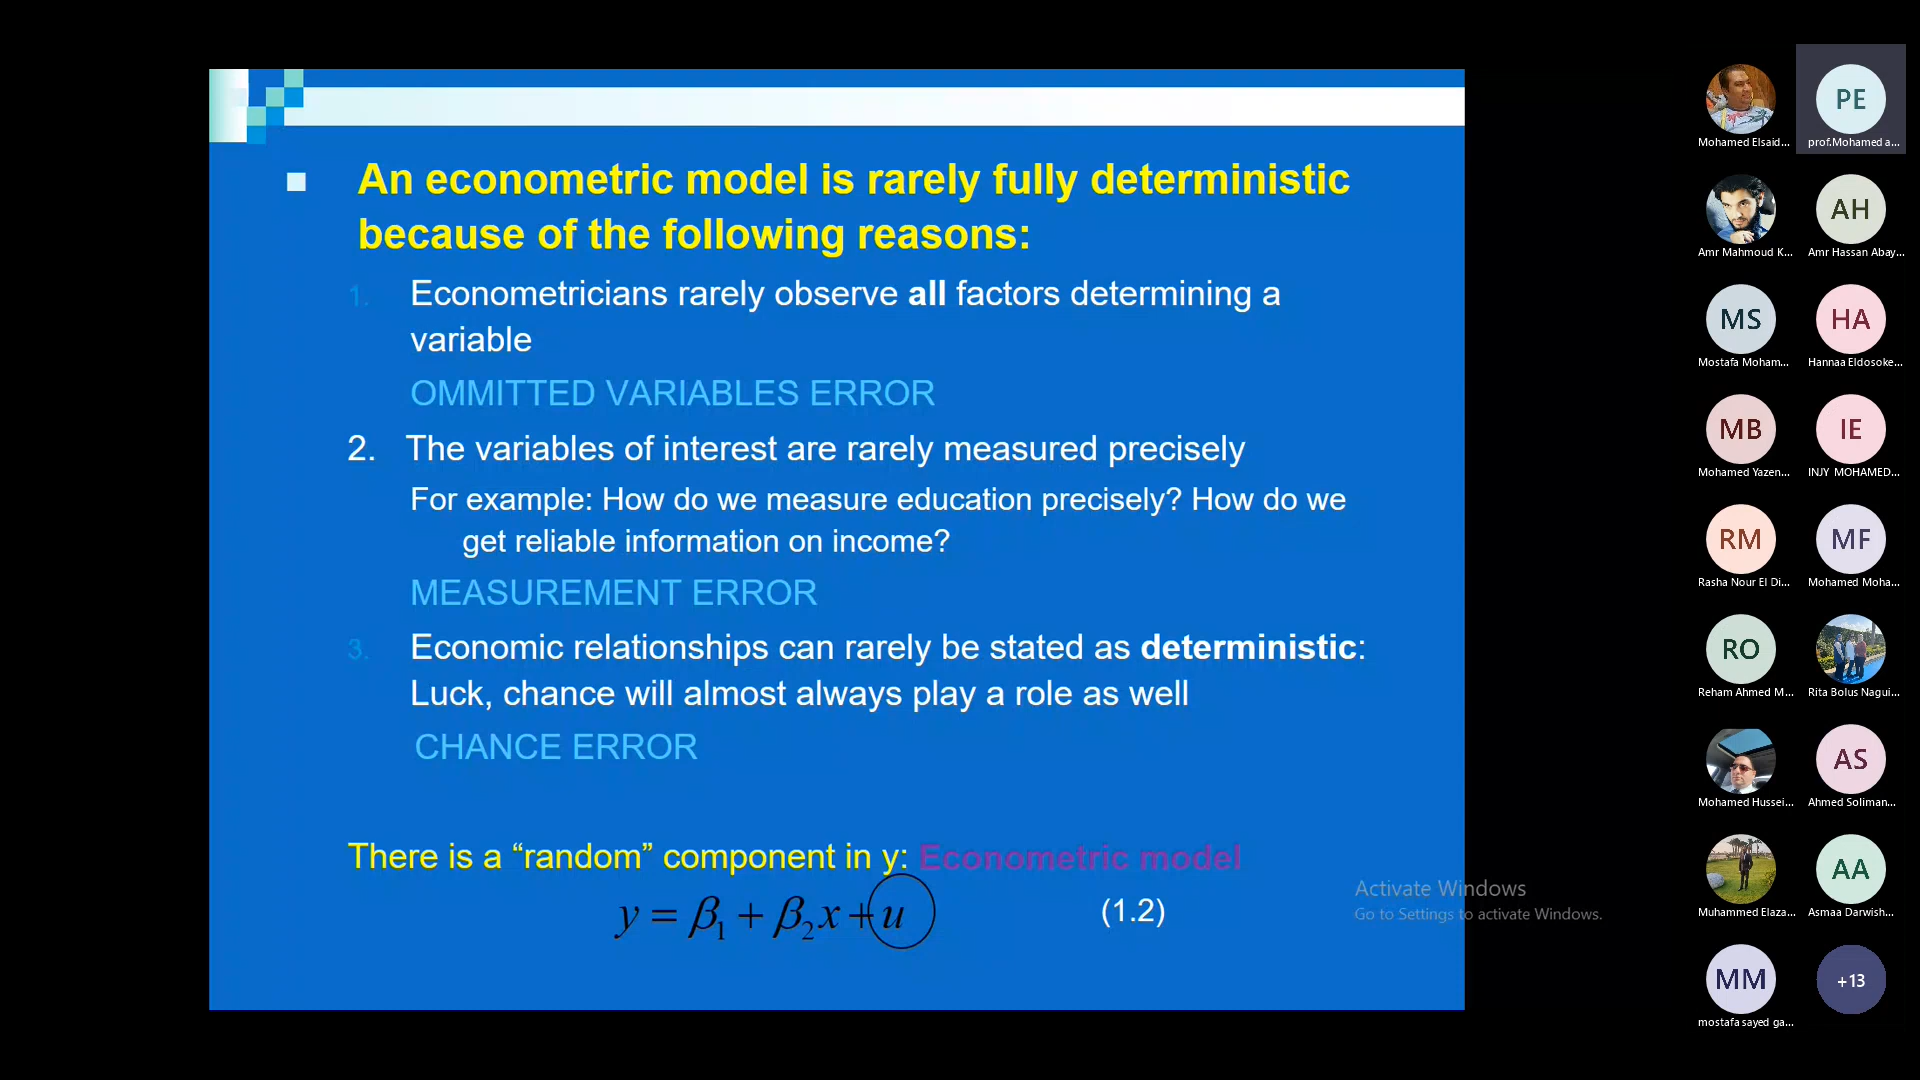 An econometric model is rarely fully deterministic
because of the following reasons:
1. Econometricians rarely observe all factors determining a
variable
OMMITTED VARIABLES ERROR
2. The variables of interest are rarely measured precisely
For example: How do we measure education precisely? How do we
get reliable information on income?
MEASUREMENT ERROR
3. Economic relationships can rarely be stated as deterministic:
Luck, chance will almost always play a role as well
CHANCE ERROR
There is a “random” component in y: Econometric model
y = β₁ + β₂x + u (1.2)
Activate Windows
Go to Settings to activate Windows.
PE
Mohamed Elsaid... prof.Mohamed a...
AH
Amr Mahmoud K... Amr Hassan Abay...
MS HA
Mostafa Moham... Hannaa Eldosoke...
MB IE
Mohamed Yazen... INJY MOHAMED...
RM MF
Rasha Nour El Di... Mohamed Moha...
RO
Reham Ahmed M... Rita Bolus Nagui...
AS
Mohamed Hussei... Ahmed Soliman...
AA
Muhammed Elaza... Asmaa Darwish...
MM +13
mostafa sayed ga...